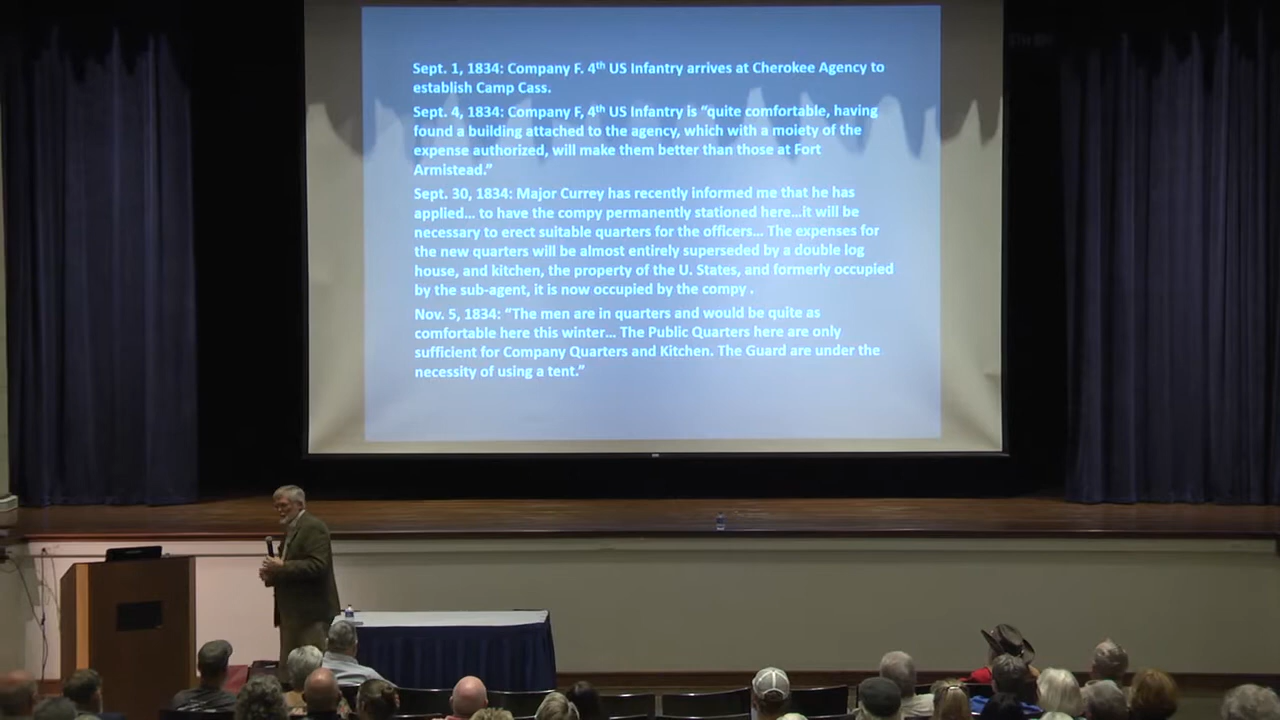 Sept. 1, 1834: Company F. 4th US Infantry arrives at Cherokee Agency to
establish Camp Cass.
Sept. 4, 1834: Company F, 4th US Infantry is “quite comfortable, having
found a building attached to the agency, which with a moiety of the
expense authorized, will make them better than those at Fort
Armistead.”
Sept. 30, 1834: Major Currey has recently informed me that he has
applied... to have the compy permanently stationed here...it will be
necessary to erect suitable quarters for the officers... The expenses for
the new quarters will be almost entirely superseded by a double log
house, and kitchen, the property of the U. States, and formerly occupied
by the sub-agent, it is now occupied by the compy .
Nov. 5, 1834: “The men are in quarters and would be quite as
comfortable here this winter... The Public Quarters here are only
sufficient for Company Quarters and Kitchen. The Guard are under the
necessity of using a tent.”